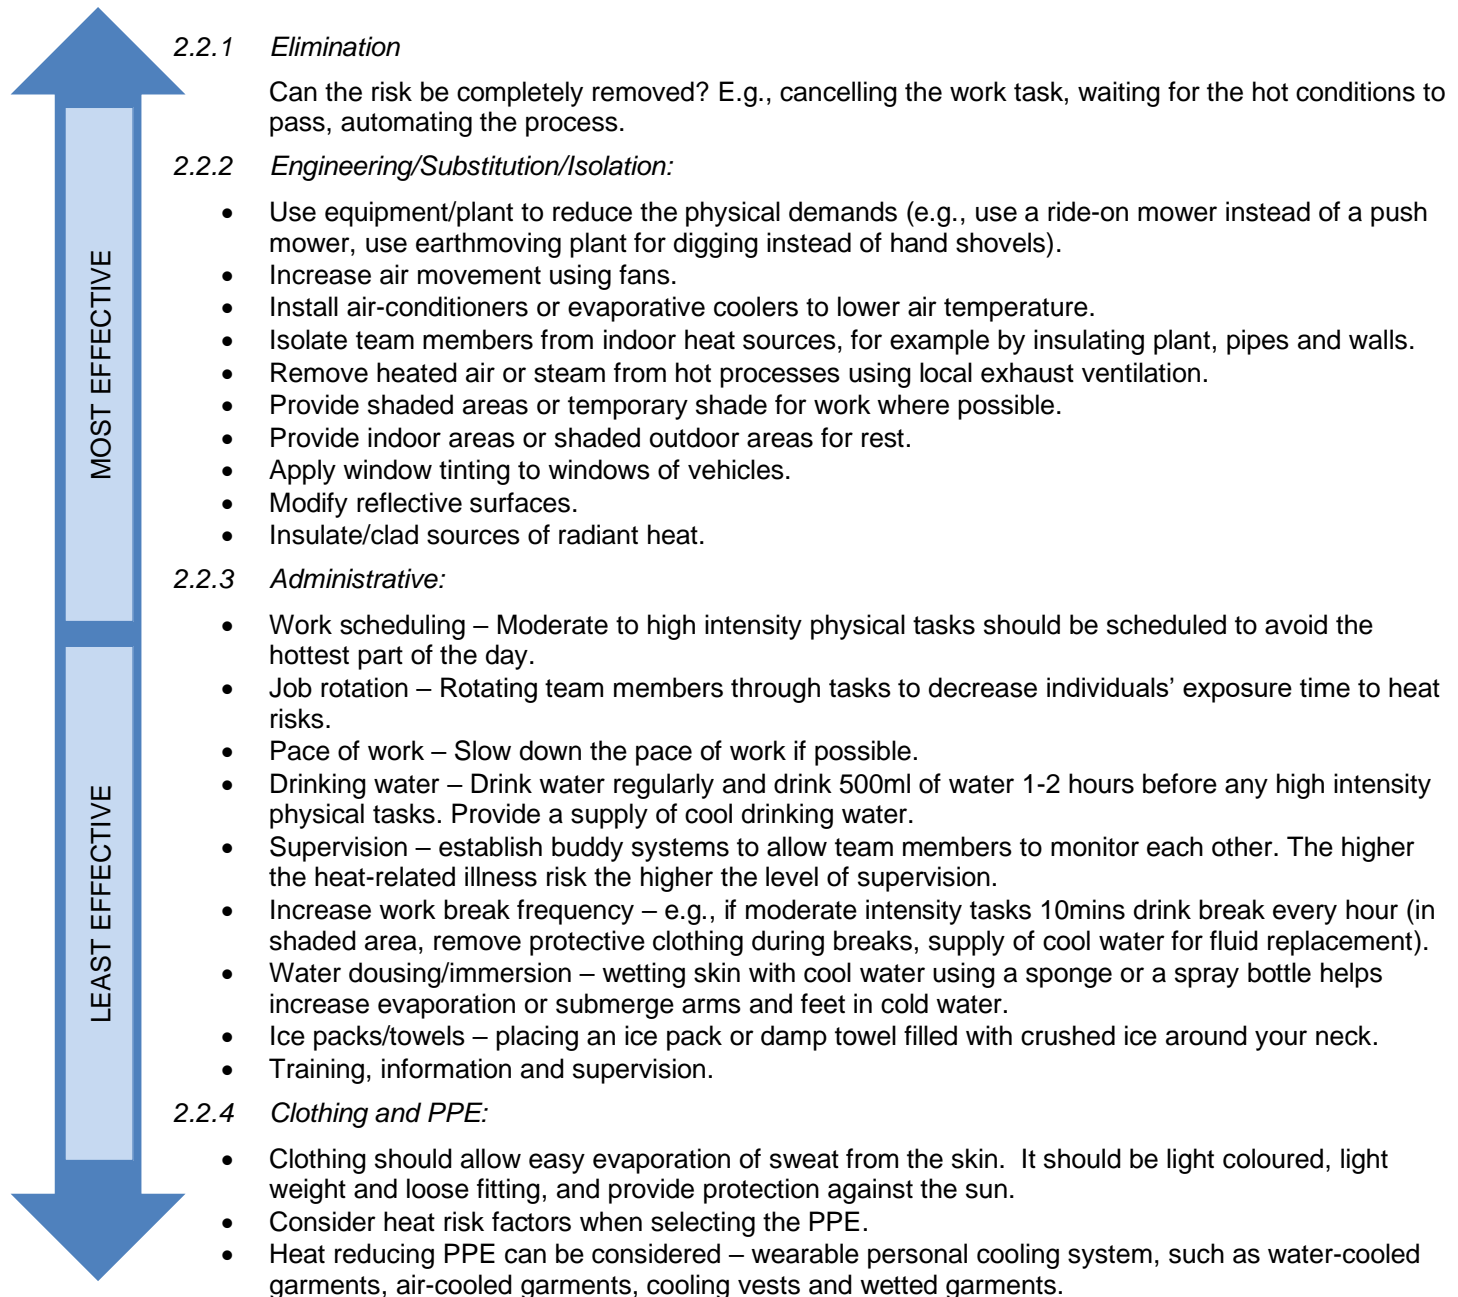 2.2.1 Elimination
Can the risk be completely removed? E.g., cancelling the work task, waiting for the hot conditions to
pass, automating the process.
2.2.2 Engineering/Substitution/Isolation:
• Use equipment/plant to reduce the physical demands (e.g., use a ride-on mower instead of a push
mower, use earthmoving plant for digging instead of hand shovels).
• Increase air movement using fans.
• Install air-conditioners or evaporative coolers to lower air temperature.
• Isolate team members from indoor heat sources, for example by insulating plant, pipes and walls.
• Remove heated air or steam from hot processes using local exhaust ventilation.
• Provide shaded areas or temporary shade for work where possible.
• Provide indoor areas or shaded outdoor areas for rest.
• Apply window tinting to windows of vehicles.
• Modify reflective surfaces.
• Insulate/clad sources of radiant heat.
MOST EFFECTIVE
2.2.3 Administrative:
• Work scheduling – Moderate to high intensity physical tasks should be scheduled to avoid the
hottest part of the day.
• Job rotation – Rotating team members through tasks to decrease individuals’ exposure time to heat
risks.
• Pace of work – Slow down the pace of work if possible.
• Drinking water – Drink water regularly and drink 500ml of water 1-2 hours before any high intensity
physical tasks. Provide a supply of cool drinking water.
• Supervision – establish buddy systems to allow team members to monitor each other. The higher
the heat-related illness risk the higher the level of supervision.
• Increase work break frequency – e.g., if moderate intensity tasks 10mins drink break every hour (in
shaded area, remove protective clothing during breaks, supply of cool water for fluid replacement).
• Water dousing/immersion – wetting skin with cool water using a sponge or a spray bottle helps
increase evaporation or submerge arms and feet in cold water.
• Ice packs/towels – placing an ice pack or damp towel filled with crushed ice around your neck.
• Training, information and supervision.
LEAST EFFECTIVE
2.2.4 Clothing and PPE:
• Clothing should allow easy evaporation of sweat from the skin. It should be light coloured, light
weight and loose fitting, and provide protection against the sun.
• Consider heat risk factors when selecting the PPE.
• Heat reducing PPE can be considered – wearable personal cooling system, such as water-cooled
garments, air-cooled garments, cooling vests and wetted garments.